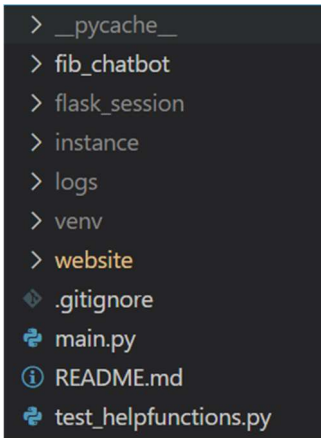 __pycache__
fib_chatbot
flask_session
instance
logs
venv
website
.gitignore
main.py
README.md
test_helpfunctions.py